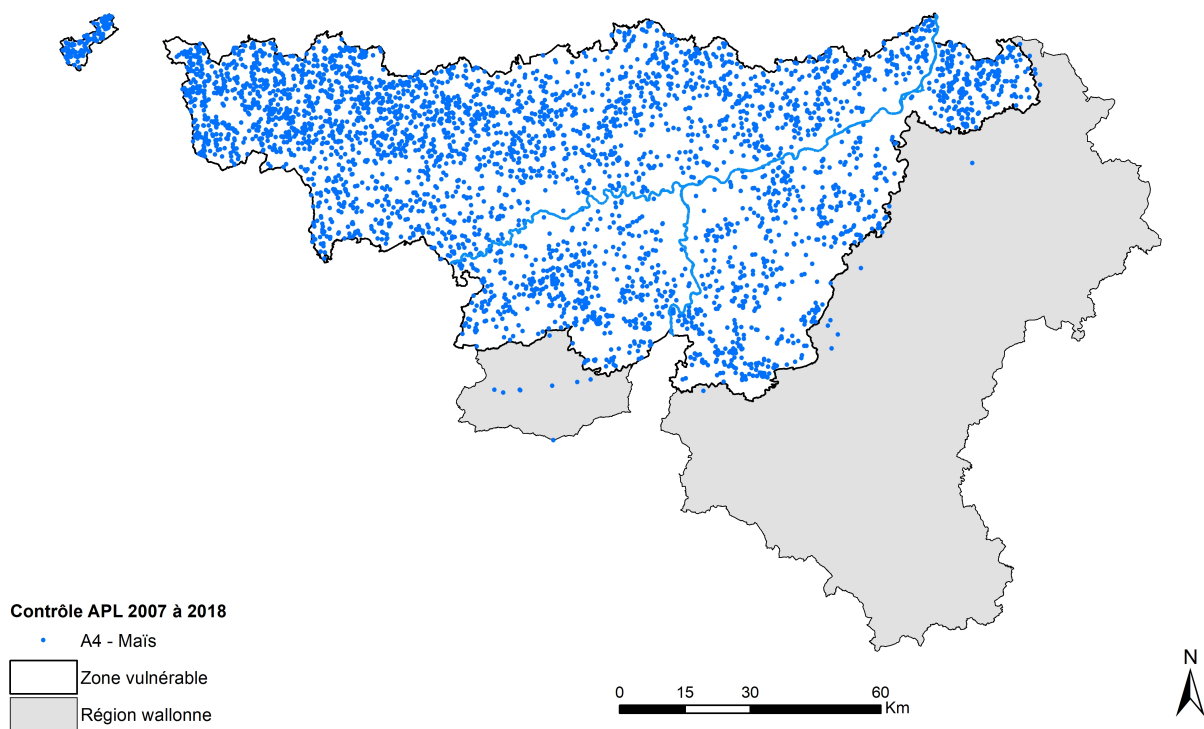 Contrôle APL 2007 à 2018
A4 - Maïs
Zone vulnérable
Région wallonne
0 15 30 60
Km
N